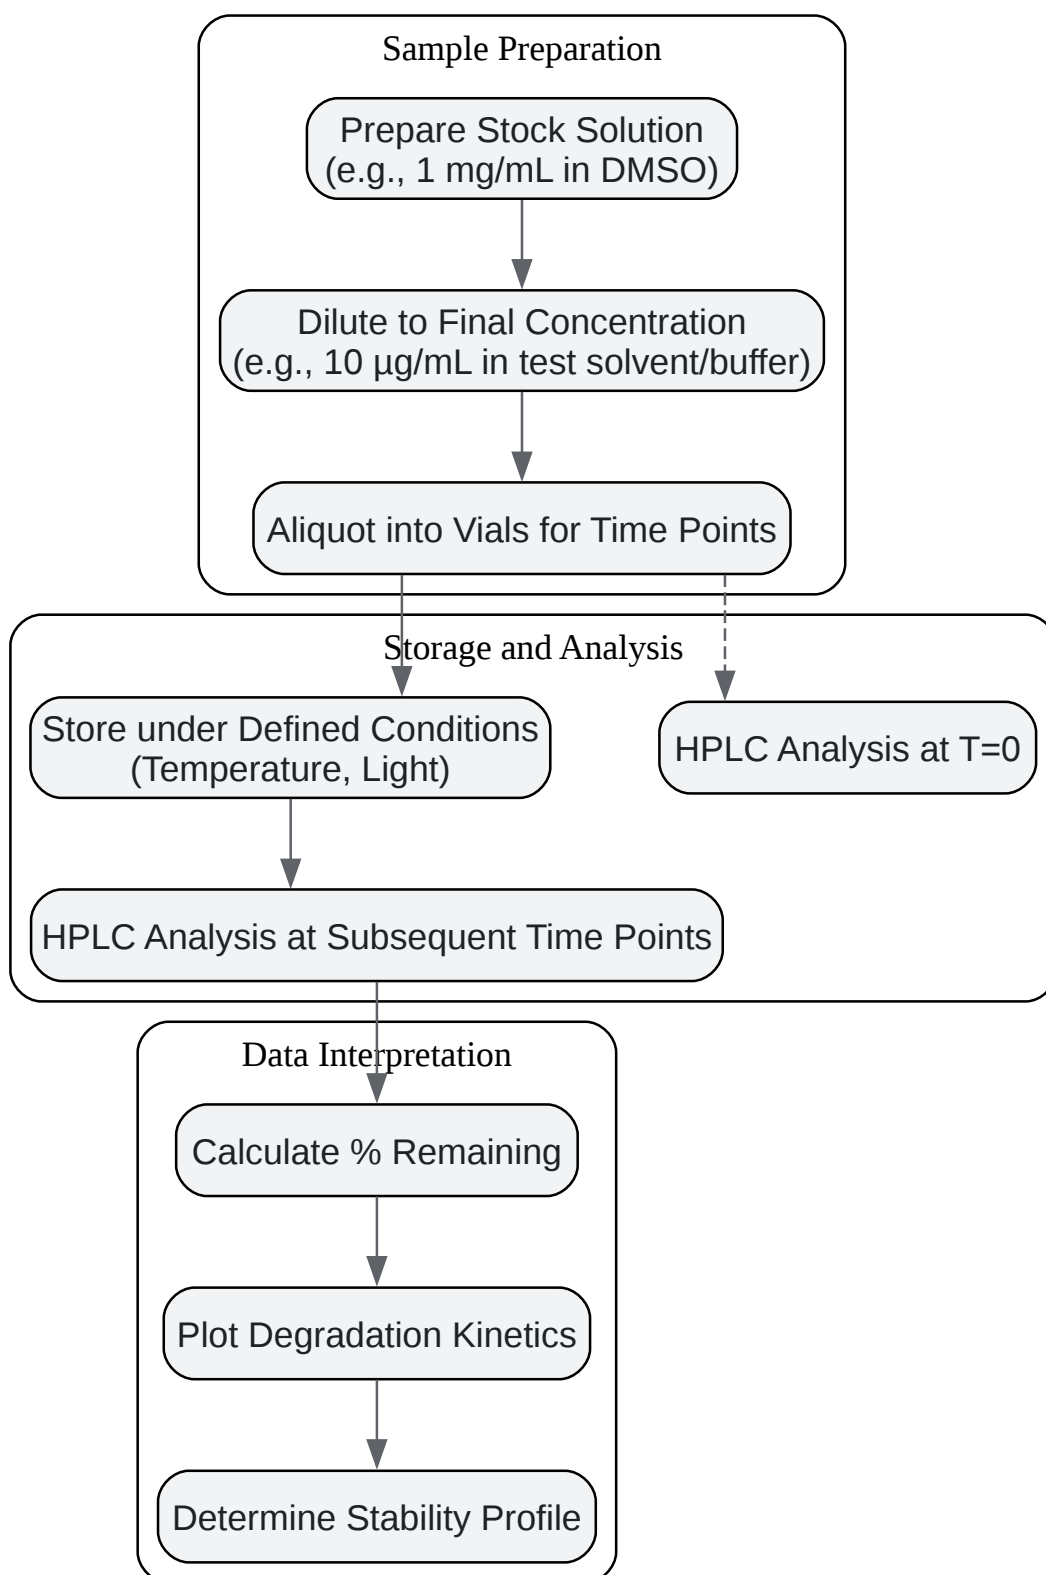 Sample Preparation
Prepare Stock Solution
(e.g., 1 mg/mL in DMSO)
Dilute to Final Concentration
(e.g., 10 µg/mL in test solvent/buffer)
Aliquot into Vials for Time Points
Storage and Analysis
Store under Defined Conditions
(Temperature, Light)
HPLC Analysis at T=0
HPLC Analysis at Subsequent Time Points
Data Interpretation
Calculate % Remaining
Plot Degradation Kinetics
Determine Stability Profile